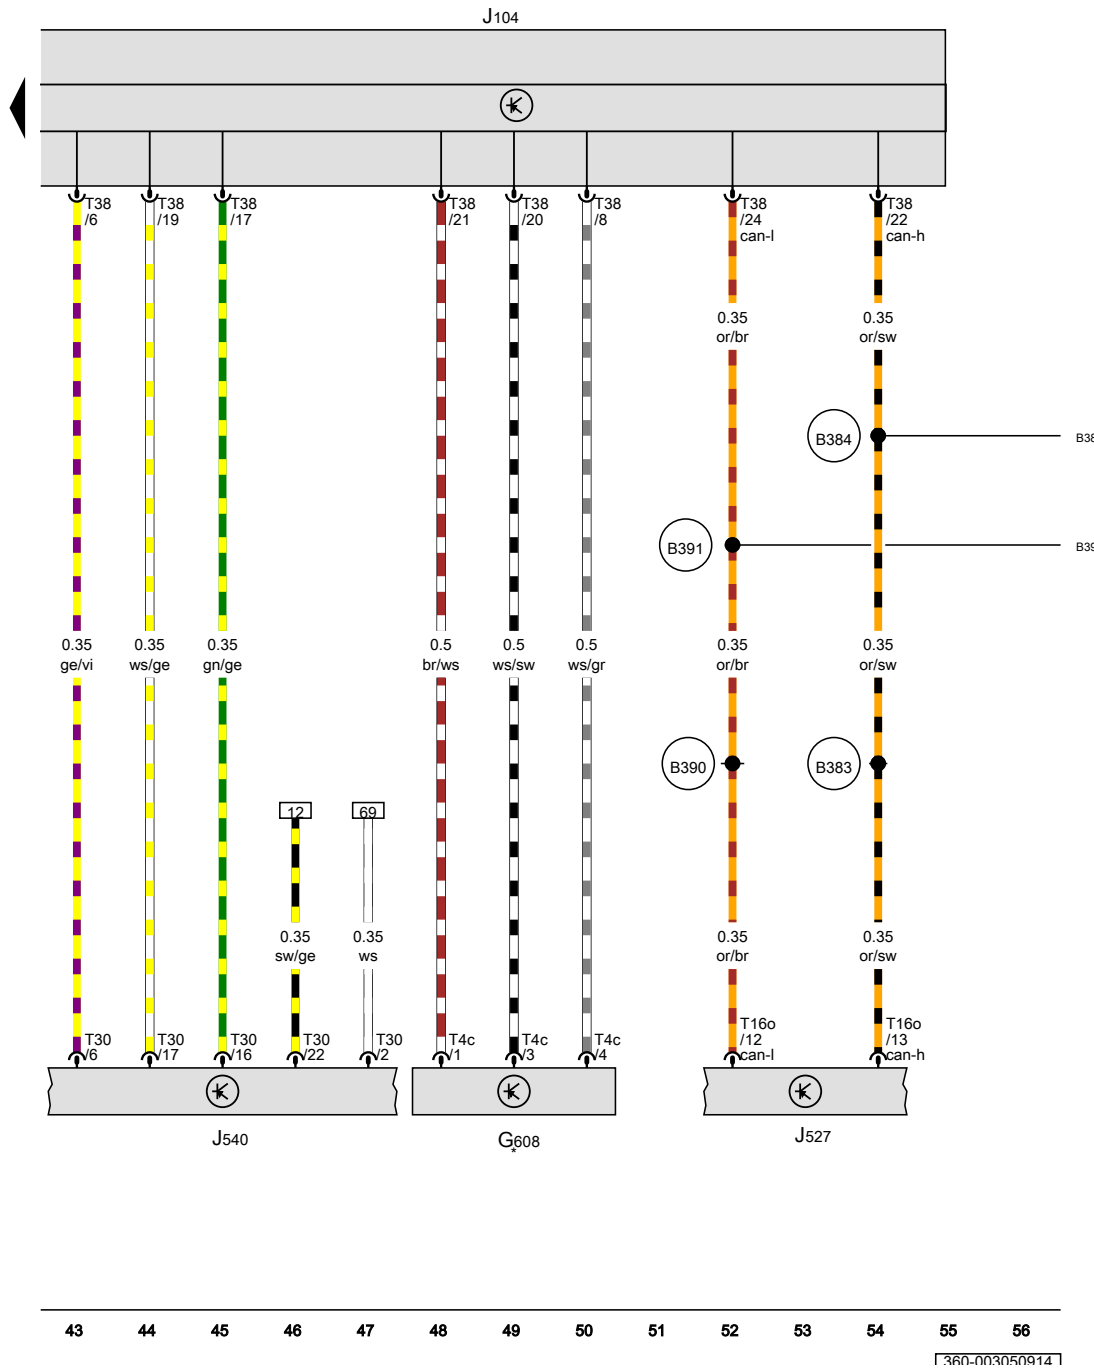 J104
T38 T38 T38 T38 T38 T38 T38 T38
/6 /19 /17 /21 /20 /8 /24 /22
can-l can-h
0.35 0.35
or/br or/sw
B384
B38
B391
B39
0.35 0.35 0.35 0.5 0.5 0.5 0.35 0.35
ge/vi ws/ge gn/ge br/ws ws/sw ws/gr or/br or/sw
B390 B383
12 69
0.35 0.35 0.35 0.35
sw/ge ws or/br or/sw
T16o T16o
/12 /13
can-l can-h
T30 T30 T30 T30 T30 T4c T4c T4c
/6 /17 /16 /22 /2 /1 /3 /4
J540 G608 J527
*
43 44 45 46 47 48 49 50 51 52 53 54 55 56
360-003050914